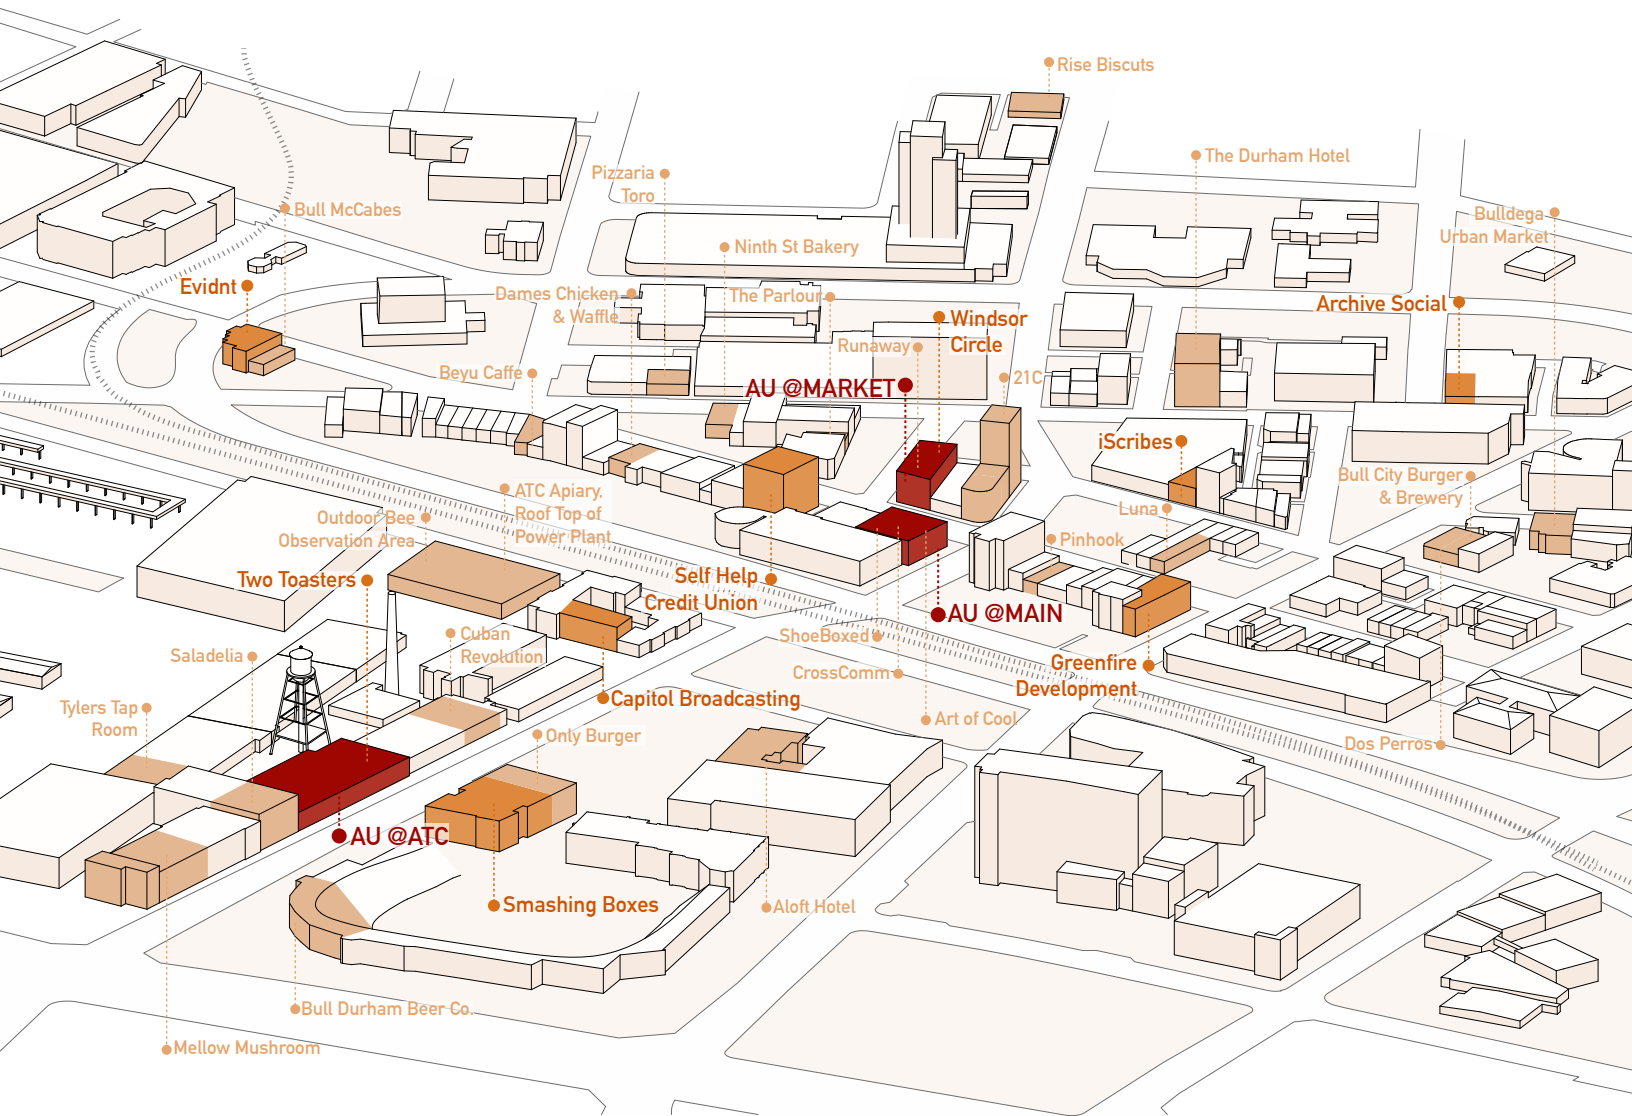 Rise Biscuts
The Durham Hotel
Pizzaria
Toro
Bull McCabes
Bulldega
Urban Market
Ninth St Bakery
Evidnt
Dames Chicken
& Waffle
The Parlour
Archive Social
Windsor
Circle
Runaway
Beyu Caffe
21C
AU @MARKET
iScribes
Bull City Burger
& Brewery
ATC Apiary,
Roof Top of
Power Plant
Outdoor Bee
Observation Area
Luna
Pinhook
Two Toasters
Self Help
Credit Union
AU @MAIN
Cuban
Revolution
ShoeBoxed
Saladelia
CrossComm
Greenfire
Development
Capitol Broadcasting
Tylers Tap
Room
Art of Cool
Only Burger
Dos Perros
AU @ATC
Smashing Boxes
Aloft Hotel
Bull Durham Beer Co.
Mellow Mushroom